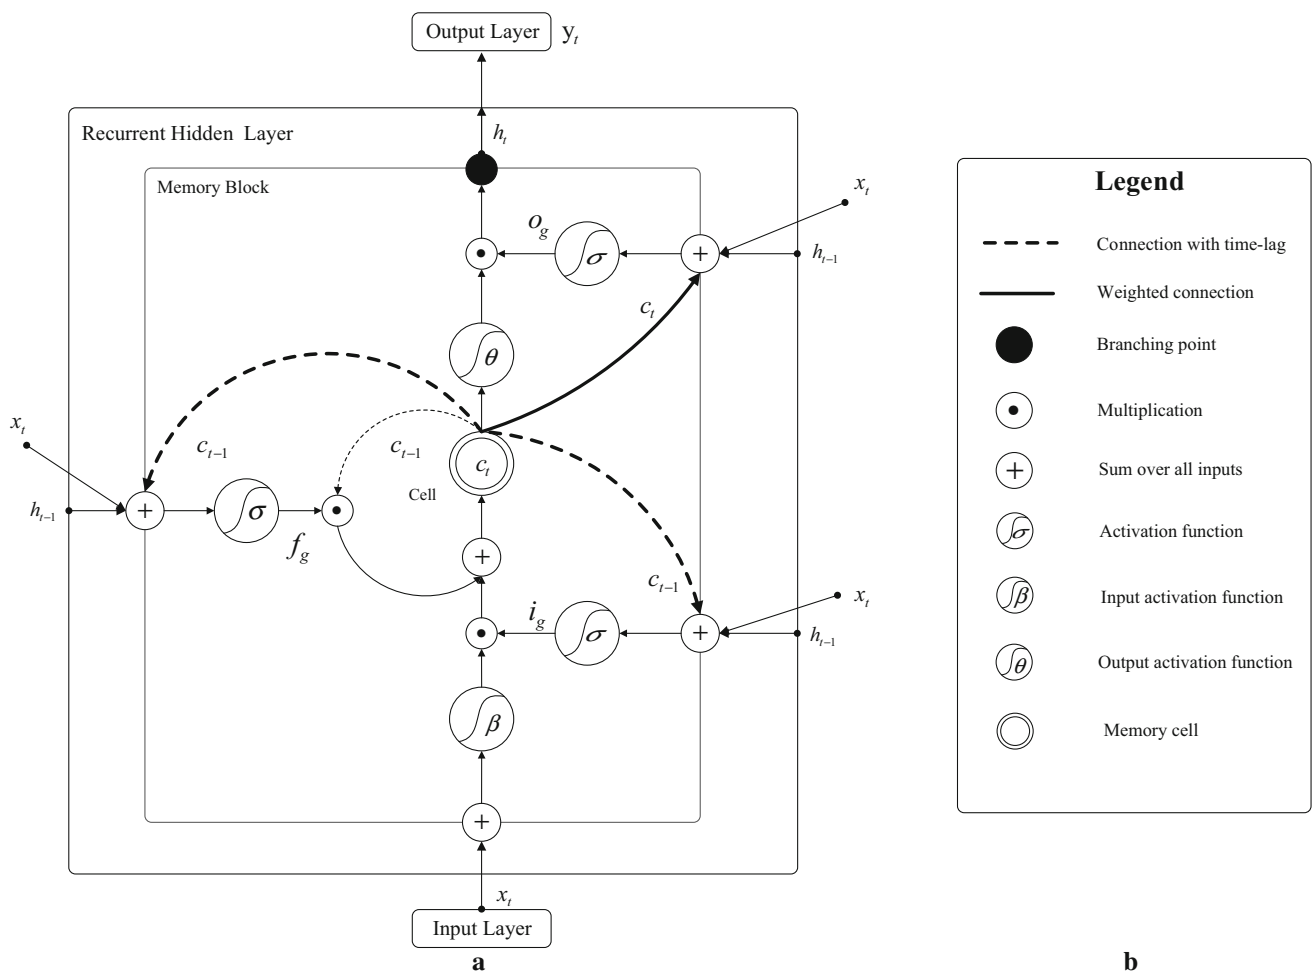 Output Layer y_t
Recurrent Hidden Layer
h_t
Memory Block
x_t
o_g
σ
+
h_{t-1}
c_t
θ
x_t
c_{t-1}
c_{t-1}
c_t
Cell
h_{t-1}
+
σ
f_g
+
c_{t-1}
x_t
i_g
σ
+
h_{t-1}
β
+
x_t
Input Layer
a
Legend
Connection with time-lag
Weighted connection
Branching point
Multiplication
+ Sum over all inputs
σ Activation function
β Input activation function
θ Output activation function
Memory cell
b